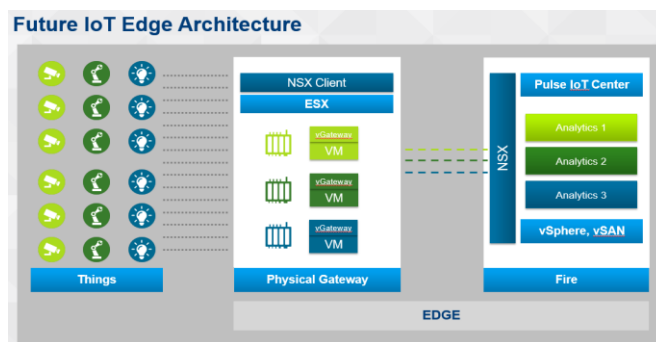 Future IoT Edge Architecture
NSX Client
ESX
vGateway
VM
vGateway
VM
vGateway
VM
Things
Physical Gateway
NSX
Pulse IoT Center
Analytics 1
Analytics 2
Analytics 3
vSphere, vSAN
Fire
EDGE